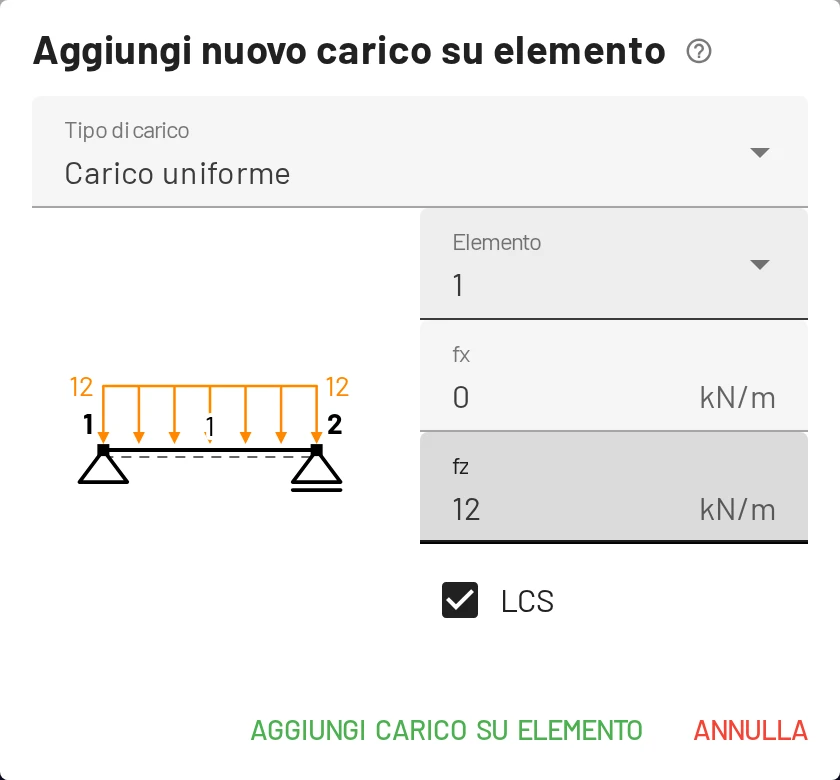 Aggiungi nuovo carico su elemento ?
Tipo di carico
Carico uniforme
Elemento
1
fx
0 kN/m
fz
12 kN/m
LCS
12 12
1 1 2
AGGIUNGI CARICO SU ELEMENTO ANNULLA